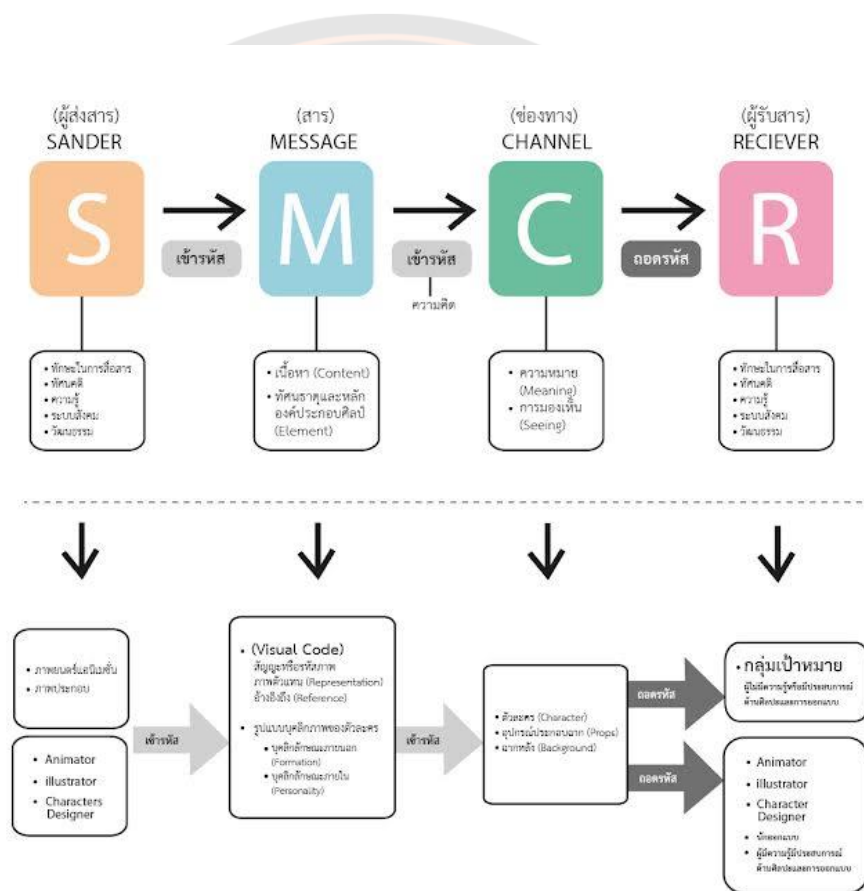 (ผู้ส่งสาร)
SANDER
S
(สาร)
MESSAGE
M
(ช่องทาง)
CHANNEL
C
(ผู้รับสาร)
RECIEVER
R
เข้ารหัส
เข้ารหัส
ความคิด
ถอดรหัส
• ทักษะในการสื่อสาร
• ทัศนคติ
• ความรู้
• ระบบสังคม
• วัฒนธรรม
• เนื้อหา (Content)
• ทัศนธาตุและหลัก
องค์ประกอบศิลป์
(Element)
• ความหมาย
(Meaning)
• การมองเห็น
(Seeing)
• ทักษะในการสื่อสาร
• ทัศนคติ
• ความรู้
• ระบบสังคม
• วัฒนธรรม
• ภาพยนตร์แอนิเมชั่น
• ภาพประกอบ
• Animator
• illustrator
• Characters
Designer
เข้ารหัส
• (Visual Code)
สัญญะหรือรหัสภาพ
ภาพตัวแทน (Representation)
อ้างอิงถึง (Reference)
• รูปแบบบุคลิกภาพของตัวละคร
• บุคลิกลักษณะภายนอก
(Formation)
• บุคลิกลักษณะภายใน
(Personality)
เข้ารหัส
• ตัวละคร (Character)
• อุปกรณ์ประกอบฉาก (Props)
• ฉากหลัง (Background)
ถอดรหัส
ถอดรหัส
• กลุ่มเป้าหมาย
ผู้ไม่มีความรู้หรือมีประสบการณ์
ด้านศิลปะและการออกแบบ
• Animator
• illustrator
• Character
Designer
• นักออกแบบ
• ผู้มีความรู้มีประสบการณ์
ด้านศิลปะและการออกแบบ